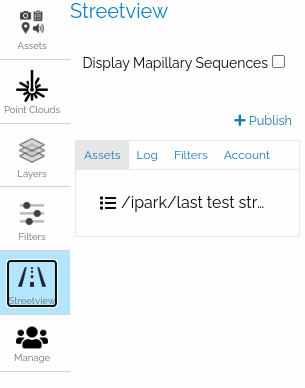 Streetview
Assets
Display Mapillary Sequences
Point Clouds
Publish
Assets Log Filters Account
Layers
/ipark/last test str...
Filters
Streetview
Manage